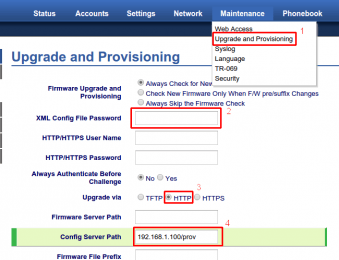 Status Accounts Settings Network Maintenance Phonebook
Web Access
1
Upgrade and Provisioning
Syslog
Language
TR-069
Security
Upgrade and Provisioning
Firmware Upgrade and Provisioning
Always Check for New
Check New Firmware Only When F/W pre/suffix Changes
Always Skip the Firmware Check
2
XML Config File Password
HTTP/HTTPS User Name
HTTP/HTTPS Password
Always Authenticate Before Challenge
No Yes
3
Upgrade via
TFTP HTTP HTTPS
Firmware Server Path
4
Config Server Path
192.168.1.100/prov
Firmware File Prefix